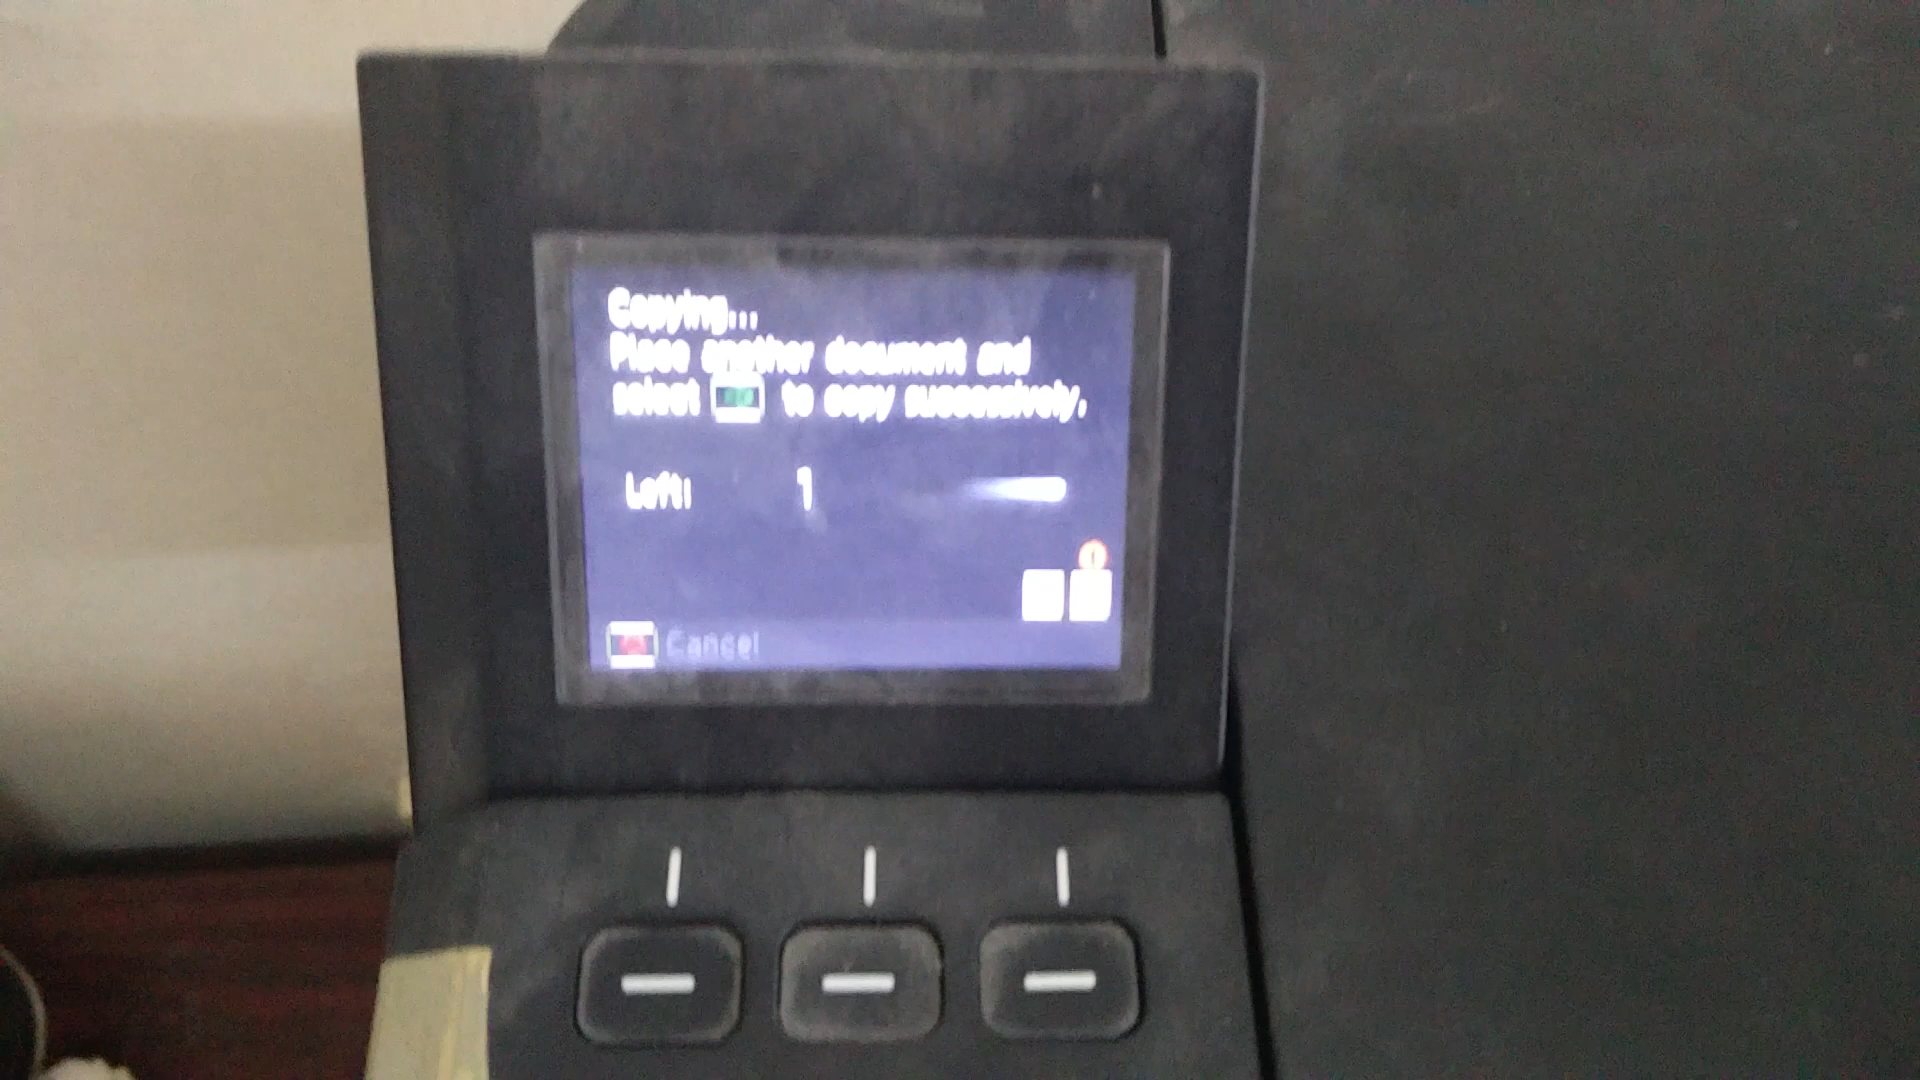 Copying...
Place another document and
select to copy successively.
Left: 1
Cancel